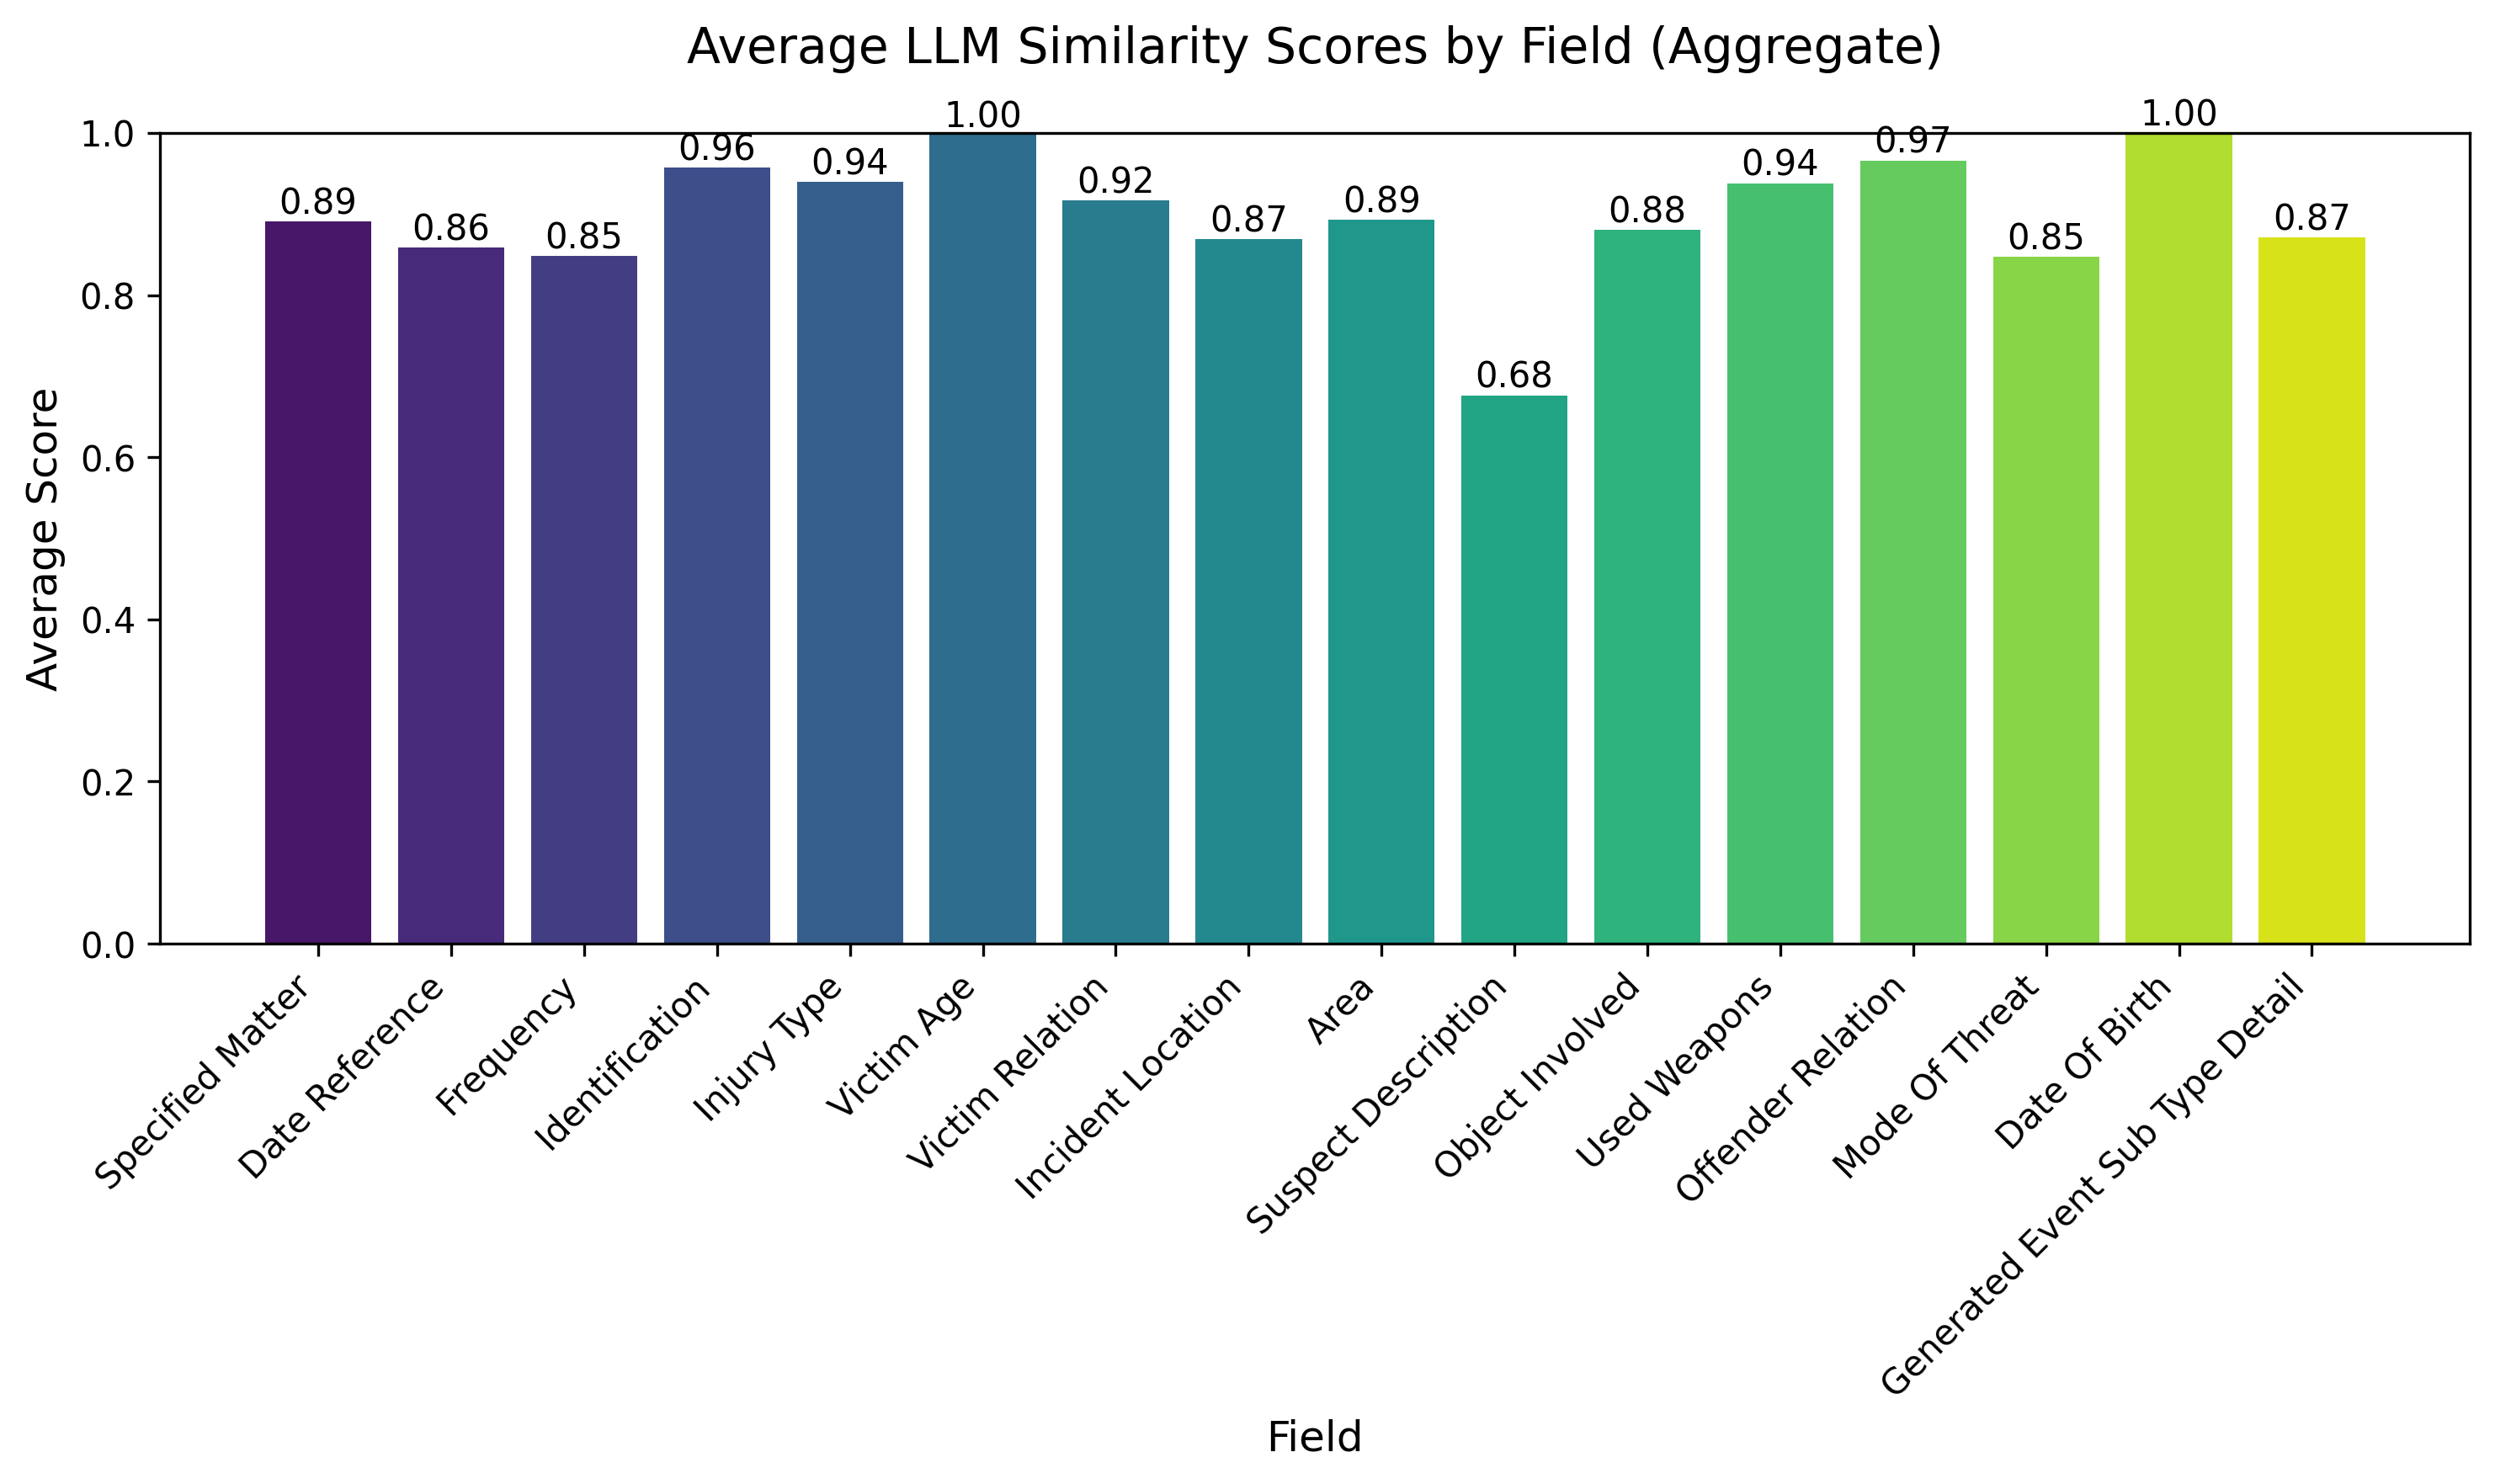 Average LLM Similarity Scores by Field (Aggregate)
Average Score
1.0
0.8
0.6
0.4
0.2
0.0
0.89
0.86
0.85
0.96
0.94
1.00
0.92
0.87
0.89
0.68
0.88
0.94
0.97
0.85
1.00
0.87
Specified Matter
Date Reference
Frequency
Identification
Injury Type
Victim Age
Victim Relation
Incident Location
Area
Suspect Description
Object Involved
Used Weapons
Offender Relation
Mode Of Threat
Date Of Birth
Generated Event Sub Type Detail
Field